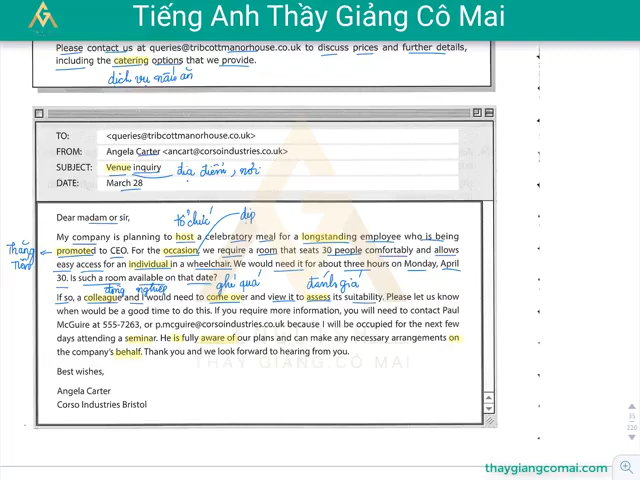 Tiếng Anh Thầy Giảng Cô Mai
Please contact us at queries@tribcottmanorhouse.co.uk to discuss prices and further details,
including the catering options that we provide.
dịch vụ nấu ăn
TO: <queries@tribcottmanorhouse.co.uk>
FROM: Angela Carter <ancart@corsoindustries.co.uk>
SUBJECT: Venue inquiry
địa điểm, nơi
DATE: March 28
Dear madam or sir,
tổ chức
dịp
My company is planning to host a celebratory meal for a longstanding employee who is being
thăng tiến
promoted to CEO. For the occasion, we require a room that seats 30 people comfortably and allows
easy access for an individual in a wheelchair. We would need it for about three hours on Monday, April
30. Is such a room available on that date?
ghé qua
đánh giá
đồng nghiệp
If so, a colleague and I would need to come over and view it to assess its suitability. Please let us know
when would be a good time to do this. If you require more information, you will need to contact Paul
McGuire at 555-7263, or p.mcguire@corsoindustries.co.uk because I will be occupied for the next few
days attending a seminar. He is fully aware of our plans and can make any necessary arrangements on
the company's behalf. Thank you and we look forward to hearing from you.
THẦY GIẢNG CÔ MAI
Best wishes,
Angela Carter
Corso Industries Bristol
35
220
thaygiangcomai.com